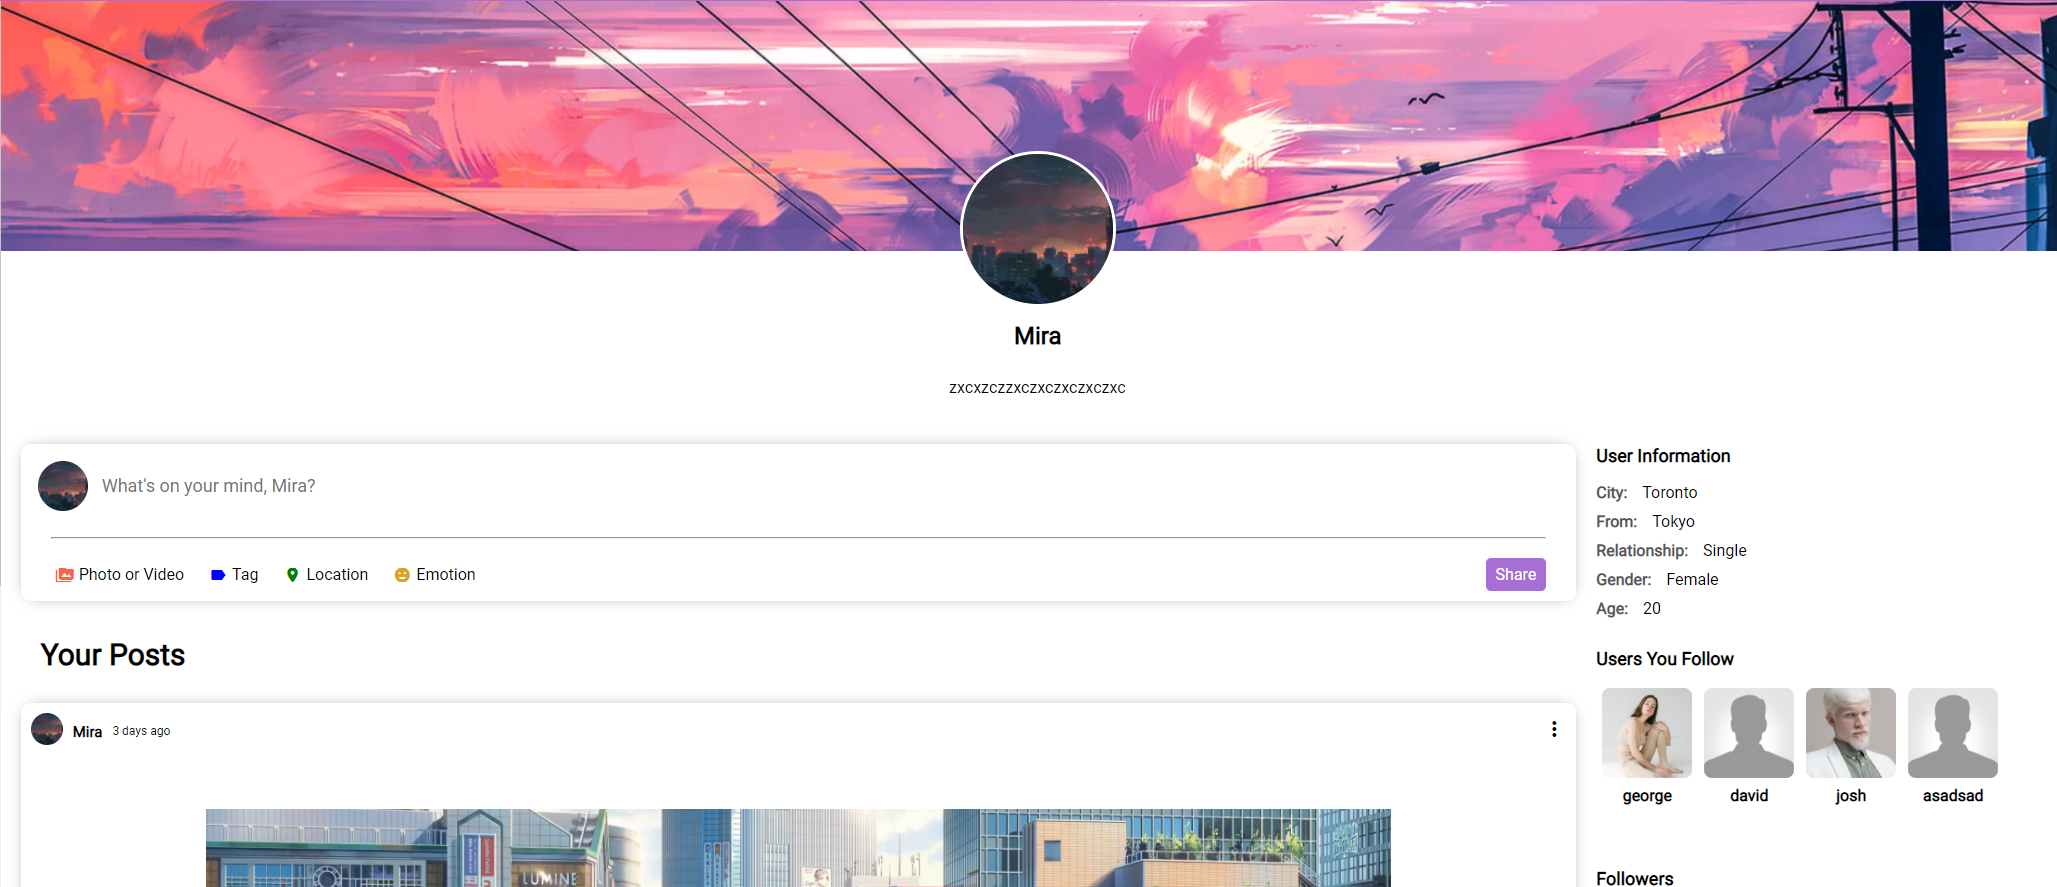 Mira
zxcxzczzxczxczxczxczxc
What's on your mind, Mira?
Photo or Video Tag Location Emotion Share
Your Posts
Mira 3 days ago
LUMINE
User Information
City: Toronto
From: Tokyo
Relationship: Single
Gender: Female
Age: 20
Users You Follow
george david josh asadsad
Followers